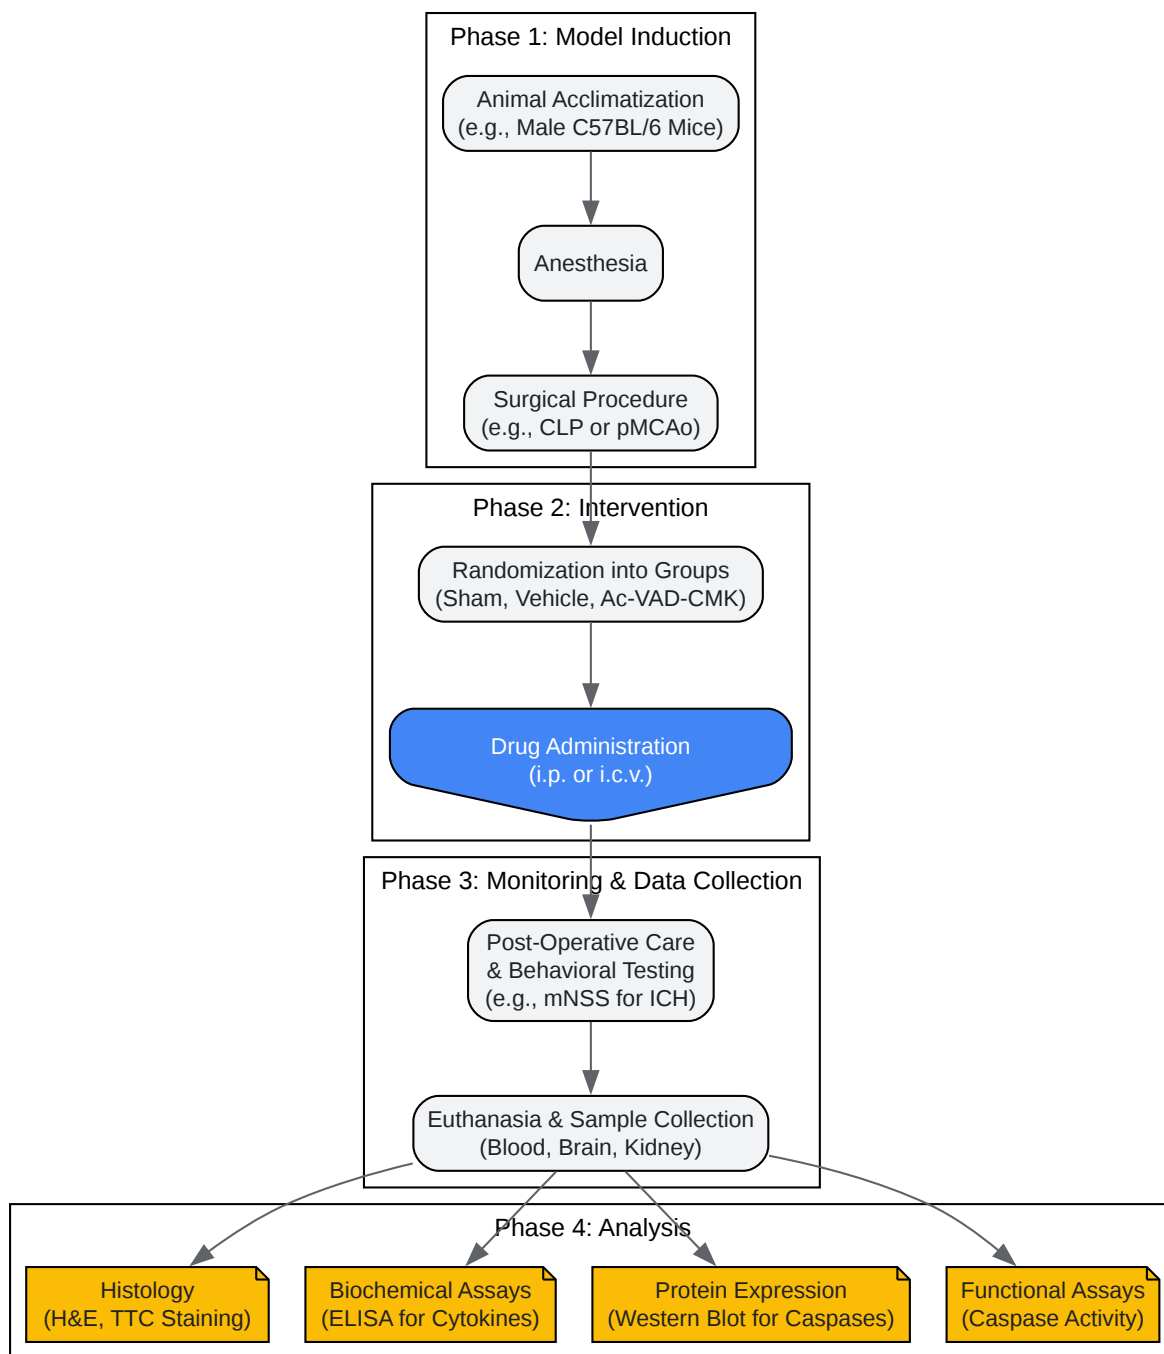 Phase 1: Model Induction
Animal Acclimatization
(e.g., Male C57BL/6 Mice)
Anesthesia
Surgical Procedure
(e.g., CLP or pMCAo)
Phase 2: Intervention
Randomization into Groups
(Sham, Vehicle, Ac-VAD-CMK)
Drug Administration
(i.p. or i.c.v.)
Phase 3: Monitoring & Data Collection
Post-Operative Care
& Behavioral Testing
(e.g., mNSS for ICH)
Euthanasia & Sample Collection
(Blood, Brain, Kidney)
Phase 4: Analysis
Histology
(H&E, TTC Staining)
Biochemical Assays
(ELISA for Cytokines)
Protein Expression
(Western Blot for Caspases)
Functional Assays
(Caspase Activity)